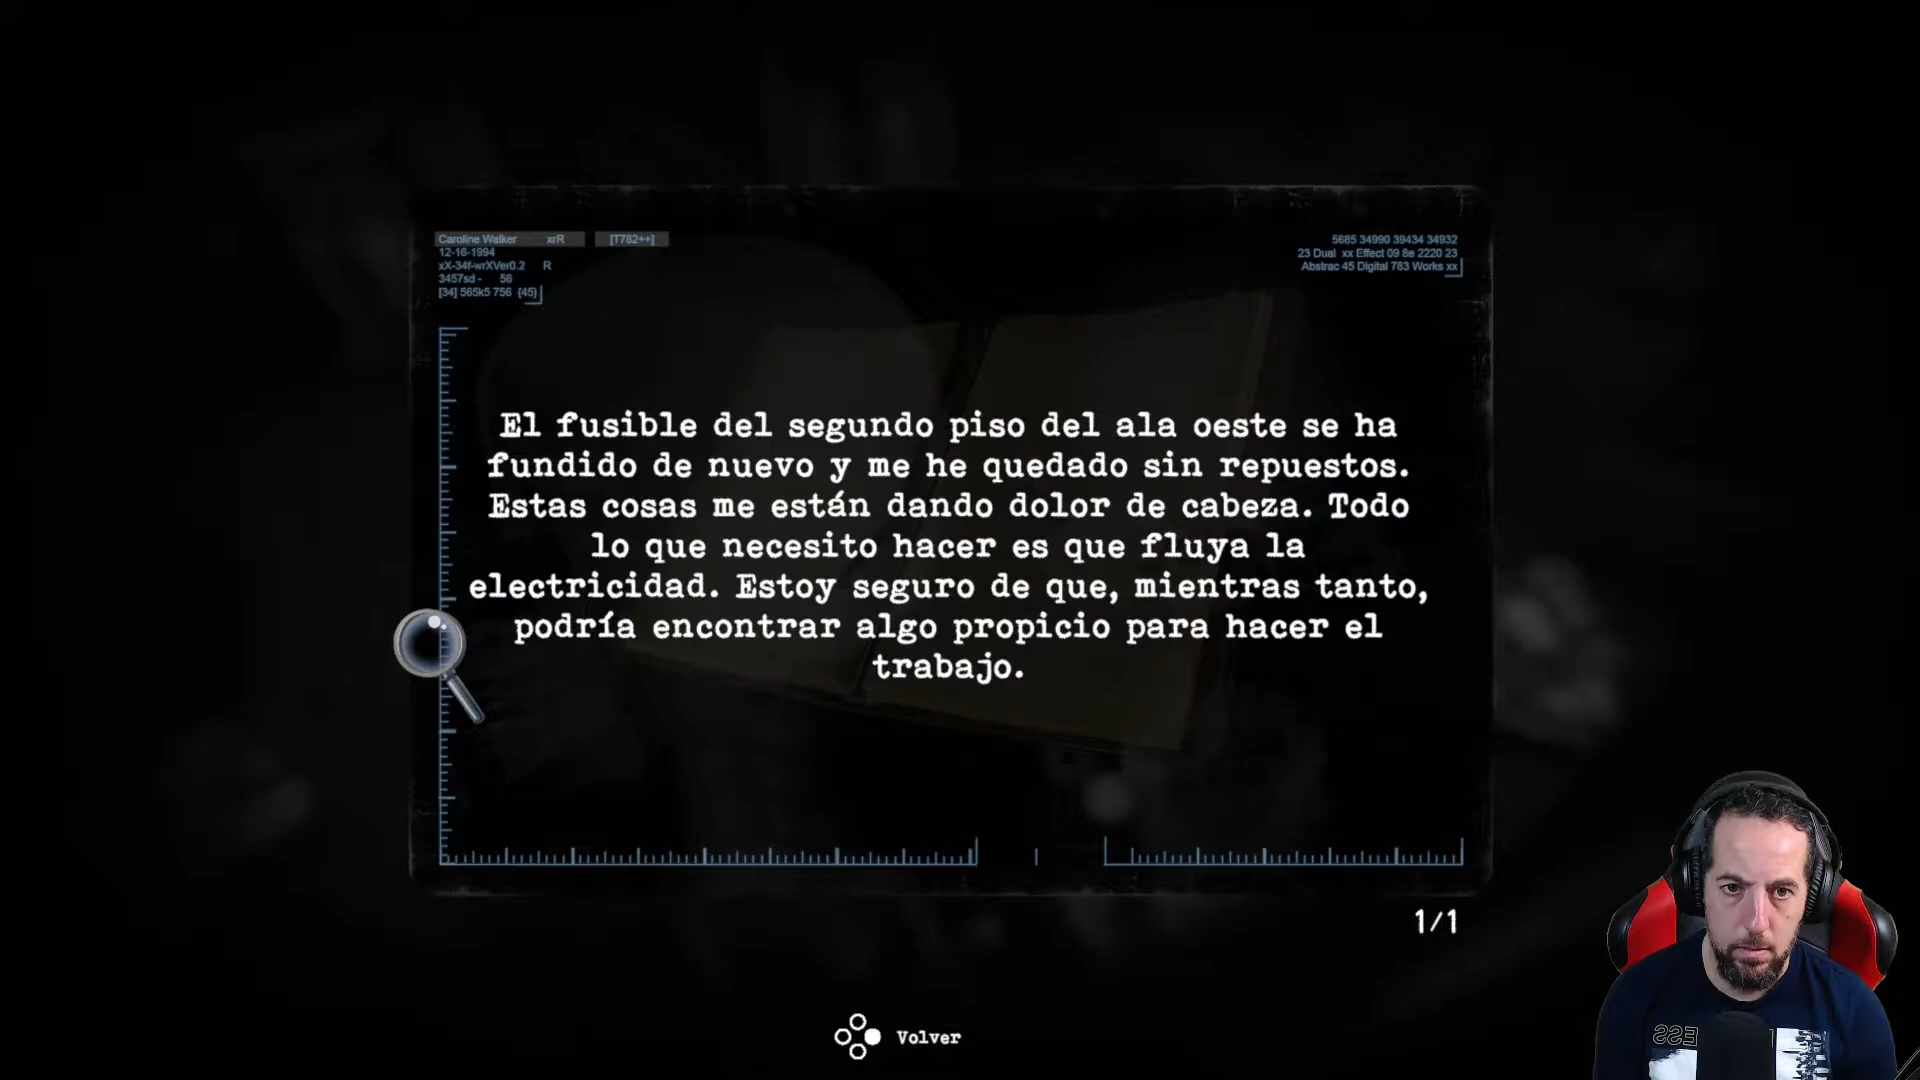 Caroline Walker xrR [T782++]
12-16-1994
xX-34f-wrXVer0.2 R
3457sd - 56
[34] 565k5 756 {45}
5685 34990 39434 34932
23 Dual xx Effect 09 8e 2220 23
Abstrac 45 Digital 783 Works xx
El fusible del segundo piso del ala oeste se ha
fundido de nuevo y me he quedado sin repuestos.
Estas cosas me están dando dolor de cabeza. Todo
lo que necesito hacer es que fluya la
electricidad. Estoy seguro de que, mientras tanto,
podría encontrar algo propicio para hacer el
trabajo.
1/1
Volver